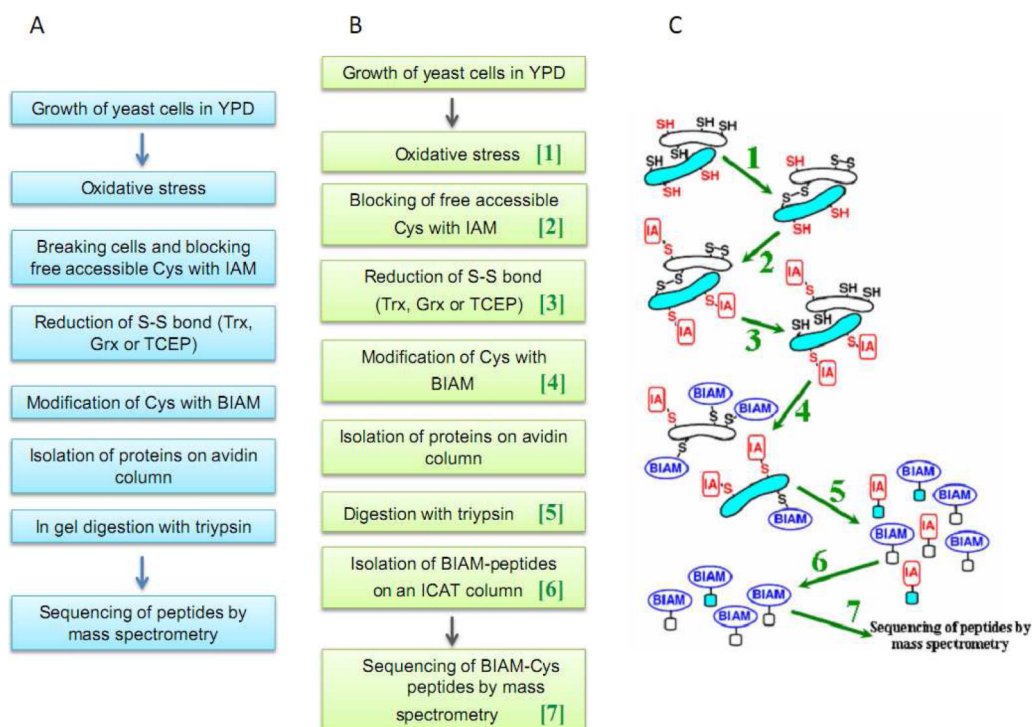 A
Growth of yeast cells in YPD
Oxidative stress
Breaking cells and blocking
free accessible Cys with IAM
Reduction of S-S bond (Trx,
Grx or TCEP)
Modification of Cys with BIAM
Isolation of proteins on avidin
column
In gel digestion with triypsin
Sequencing of peptides by
mass spectrometry
B
Growth of yeast cells in YPD
Oxidative stress [1]
Blocking of free accessible
Cys with IAM [2]
Reduction of S-S bond
(Trx, Grx or TCEP) [3]
Modification of Cys with
BIAM [4]
Isolation of proteins on avidin
column
Digestion with triypsin [5]
Isolation of BIAM-peptides
on an ICAT column [6]
Sequencing of BIAM-Cys
peptides by mass
spectrometry [7]
C
SH SH SH
SH SH SH
SH
1
SH S-S
S-S
SH
SH
2
IA
S S-S
S-S
S IA
S
IA
3
IA
S SH SH
SH SH
S IA
S
IA
4
IA BIAM
S S S BIAM
S
BIAM
IA
S
IA S
S
BIAM
5
IA BIAM BIAM
BIAM IA BIAM
IA
6
BIAM BIAM BIAM
BIAM
7
Sequencing of peptides by
mass spectrometry